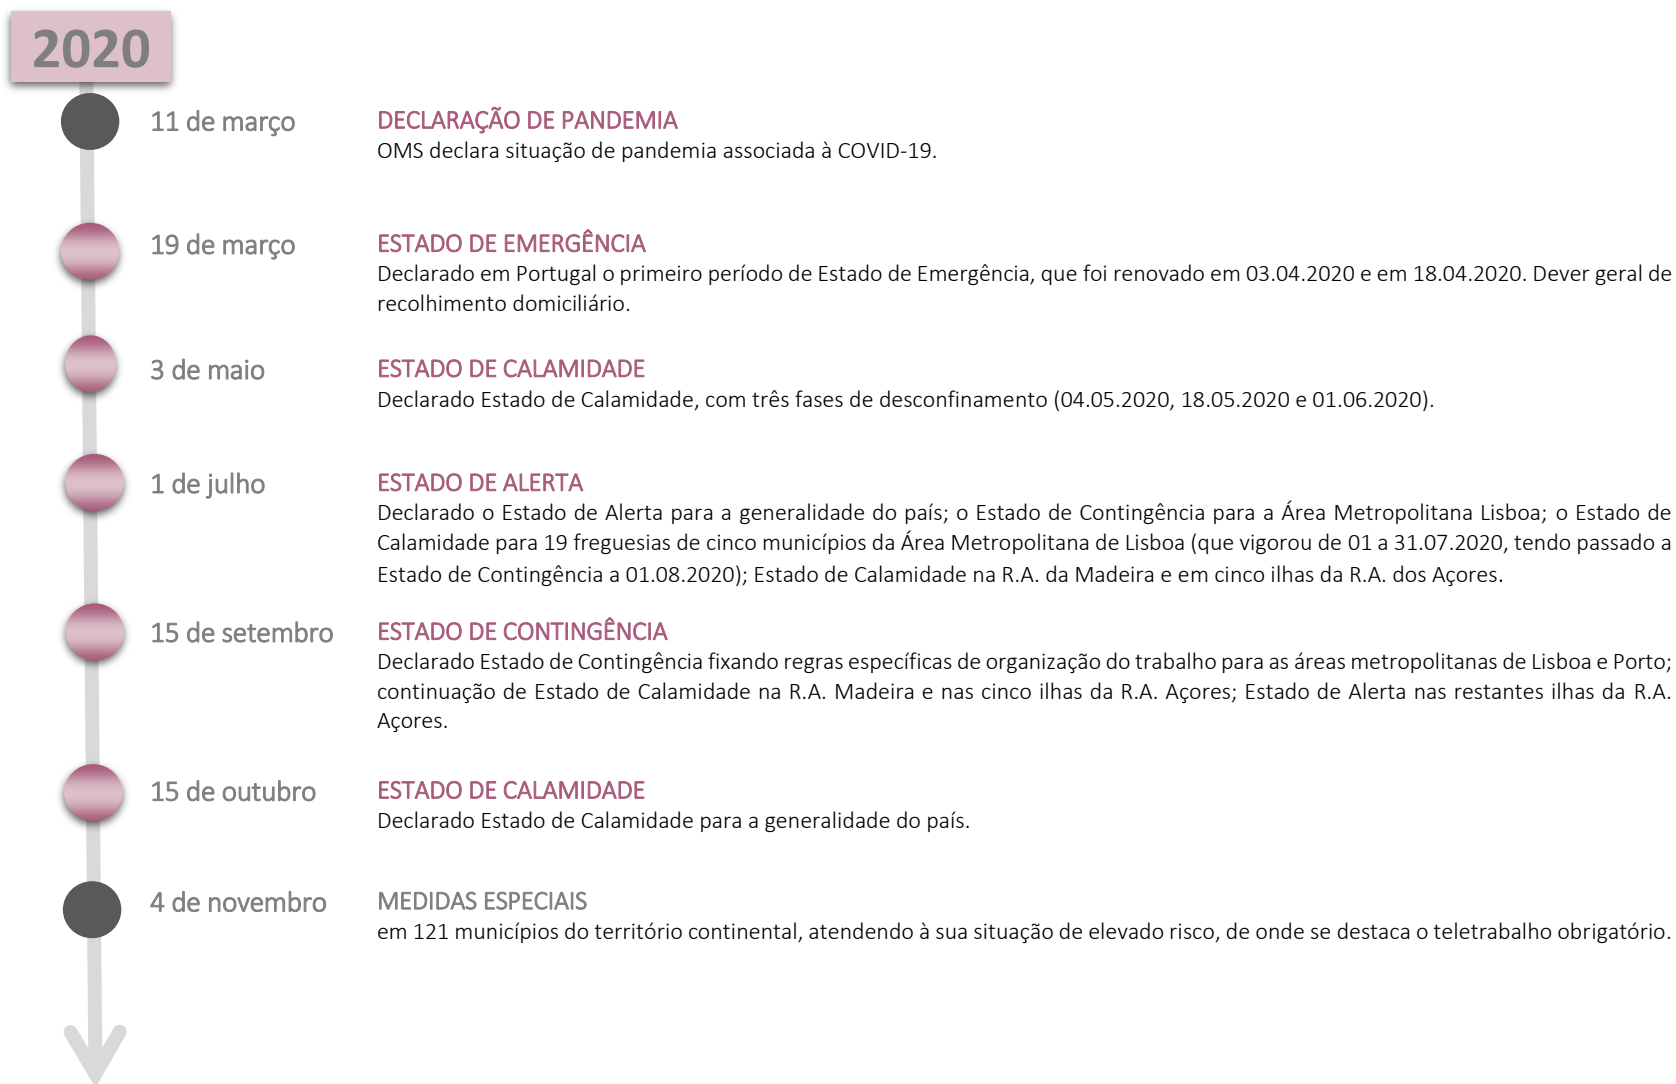 2020
11 de março
DECLARAÇÃO DE PANDEMIA
OMS declara situação de pandemia associada à COVID-19.
19 de março
ESTADO DE EMERGÊNCIA
Declarado em Portugal o primeiro período de Estado de Emergência, que foi renovado em 03.04.2020 e em 18.04.2020. Dever geral de
recolhimento domiciliário.
3 de maio
ESTADO DE CALAMIDADE
Declarado Estado de Calamidade, com três fases de desconfinamento (04.05.2020, 18.05.2020 e 01.06.2020).
1 de julho
ESTADO DE ALERTA
Declarado o Estado de Alerta para a generalidade do país; o Estado de Contingência para a Área Metropolitana Lisboa; o Estado de
Calamidade para 19 freguesias de cinco municípios da Área Metropolitana de Lisboa (que vigorou de 01 a 31.07.2020, tendo passado a
Estado de Contingência a 01.08.2020); Estado de Calamidade na R.A. da Madeira e em cinco ilhas da R.A. dos Açores.
15 de setembro
ESTADO DE CONTINGÊNCIA
Declarado Estado de Contingência fixando regras específicas de organização do trabalho para as áreas metropolitanas de Lisboa e Porto;
continuação de Estado de Calamidade na R.A. Madeira e nas cinco ilhas da R.A. Açores; Estado de Alerta nas restantes ilhas da R.A.
Açores.
15 de outubro
ESTADO DE CALAMIDADE
Declarado Estado de Calamidade para a generalidade do país.
4 de novembro
MEDIDAS ESPECIAIS
em 121 municípios do território continental, atendendo à sua situação de elevado risco, de onde se destaca o teletrabalho obrigatório.